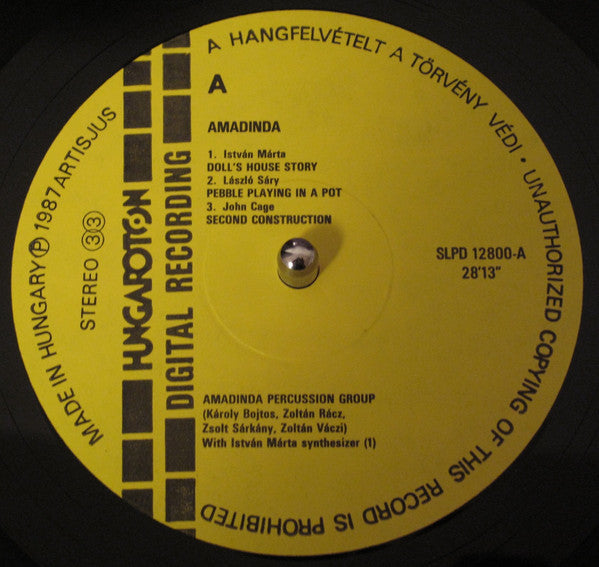 A HANGFELVÉTELT A TÖRVÉNY VÉDI • UNAUTHORIZED COPYING OF THIS RECORD IS PROHIBITED
MADE IN HUNGARY Ⓟ 1987 ARTISJUS
STEREO 33
HUNGAROTON
DIGITAL RECORDING
A
AMADINDA
1. István Márta
DOLL'S HOUSE STORY
2. László Sáry
PEBBLE PLAYING IN A POT
3. John Cage
SECOND CONSTRUCTION
SLPD 12800-A
28'13"
AMADINDA PERCUSSION GROUP
(Károly Bojtos, Zoltán Rácz,
Zsolt Sárkány, Zoltán Váczi)
With István Márta synthesizer (1)